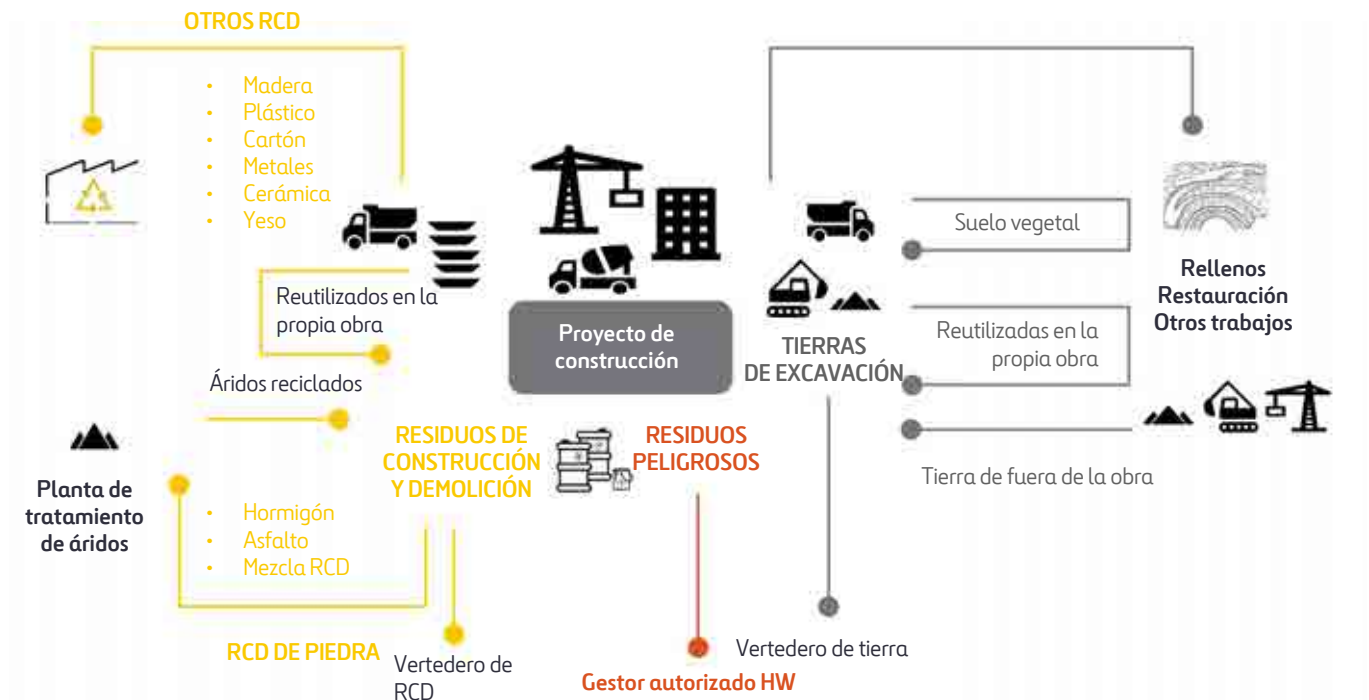 OTROS RCD
• Madera
• Plástico
• Cartón
• Metales
• Cerámica
• Yeso
Reutilizados en la
propia obra
Áridos reciclados
Planta de
tratamiento
de áridos
• Hormigón
• Asfalto
• Mezcla RCD
RCD DE PIEDRA
RESIDUOS DE
CONSTRUCCIÓN
Y DEMOLICIÓN
Vertedero de
RCD
Proyecto de
construcción
RESIDUOS
PELIGROSOS
Gestor autorizado HW
TIERRAS
DE EXCAVACIÓN
Vertedero de tierra
Suelo vegetal
Reutilizadas en la
propia obra
Tierra de fuera de la obra
Rellenos
Restauración
Otros trabajos